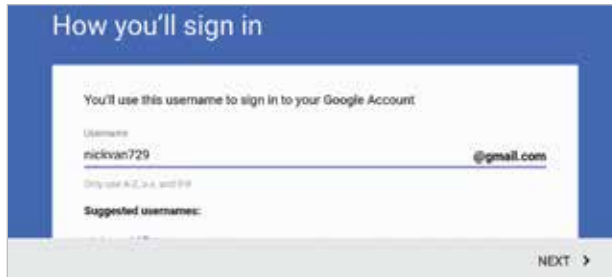 How you'll sign in
You'll use this username to sign in to your Google Account
Username
nickvan729 @gmail.com
Only use A-Z, a-z, and 0-9
Suggested usernames:
NEXT >